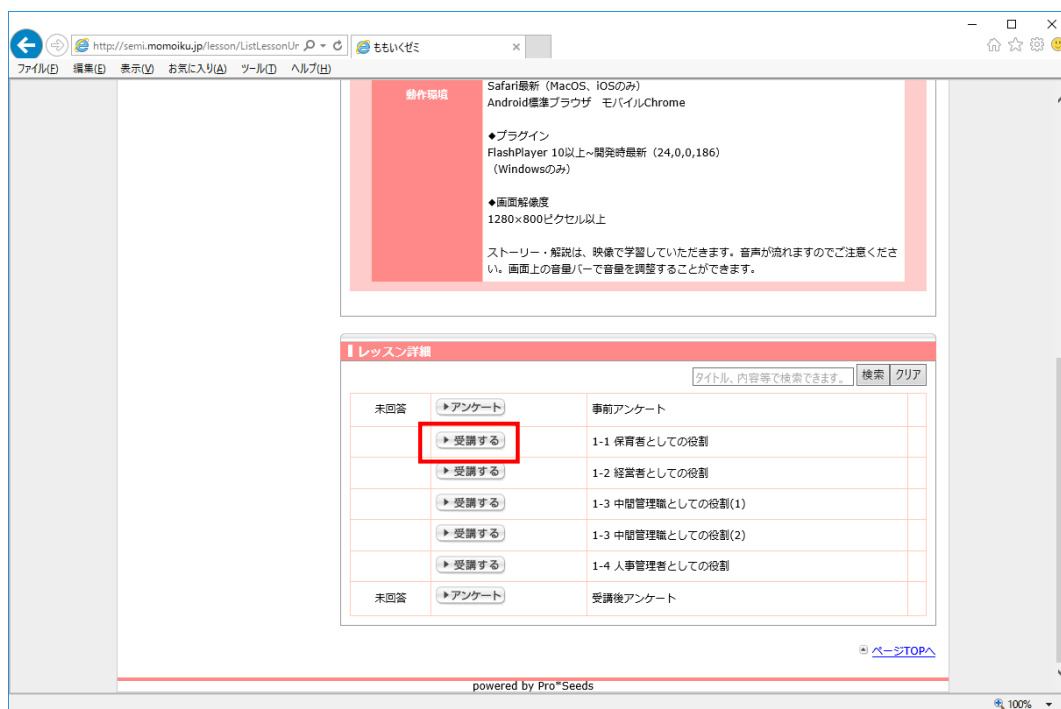 http://semi.momoiku.jp/lesson/ListLessonUr
ももいくゼミ
ファイル(F) 編集(E) 表示(V) お気に入り(A) ツール(T) ヘルプ(H)
動作環境
Safari最新（MacOS、iOSのみ）
Android標準ブラウザ モバイルChrome
◆プラグイン
FlashPlayer 10以上~開発時最新（24,0,0,186）
（Windowsのみ）
◆画面解像度
1280×800ピクセル以上
ストーリー・解説は、映像で学習していただきます。音声が流れますのでご注意くださ
い。画面上の音量バーで音量を調整することができます。
レッスン詳細
タイトル、内容等で検索できます。 検索 クリア
未回答 アンケート 事前アンケート
受講する 1-1 保育者としての役割
受講する 1-2 経営者としての役割
受講する 1-3 中間管理職としての役割(1)
受講する 1-3 中間管理職としての役割(2)
受講する 1-4 人事管理者としての役割
未回答 アンケート 受講後アンケート
ページTOPへ
powered by Pro*Seeds
100%